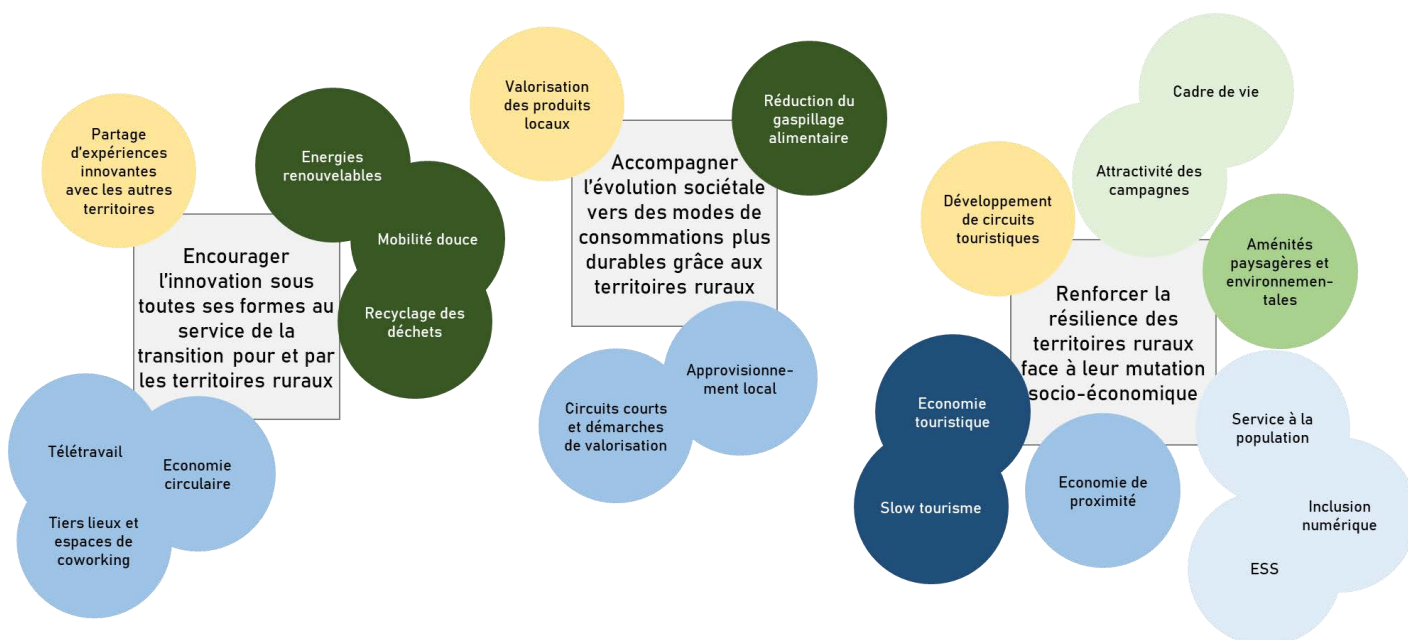 Partage
d'expériences
innovantes
avec les autres
territoires
Energies
renouvelables
Mobilité douce
Recyclage des
déchets
Encourager
l'innovation sous
toutes ses formes au
service de la
transition pour et par
les territoires ruraux
Télétravail
Economie
circulaire
Tiers lieux et
espaces de
coworking
Valorisation
des produits
locaux
Réduction du
gaspillage
alimentaire
Accompagner
l'évolution sociétale
vers des modes de
consommations plus
durables grâce aux
territoires ruraux
Approvisionne-
ment local
Circuits courts
et démarches
de valorisation
Cadre de vie
Attractivité des
campagnes
Développement
de circuits
touristiques
Aménités
paysagères et
environnemen-
tales
Renforcer la
résilience des
territoires ruraux
face à leur mutation
socio-économique
Economie
touristique
Slow tourisme
Economie de
proximité
Service à la
population
Inclusion
numérique
ESS